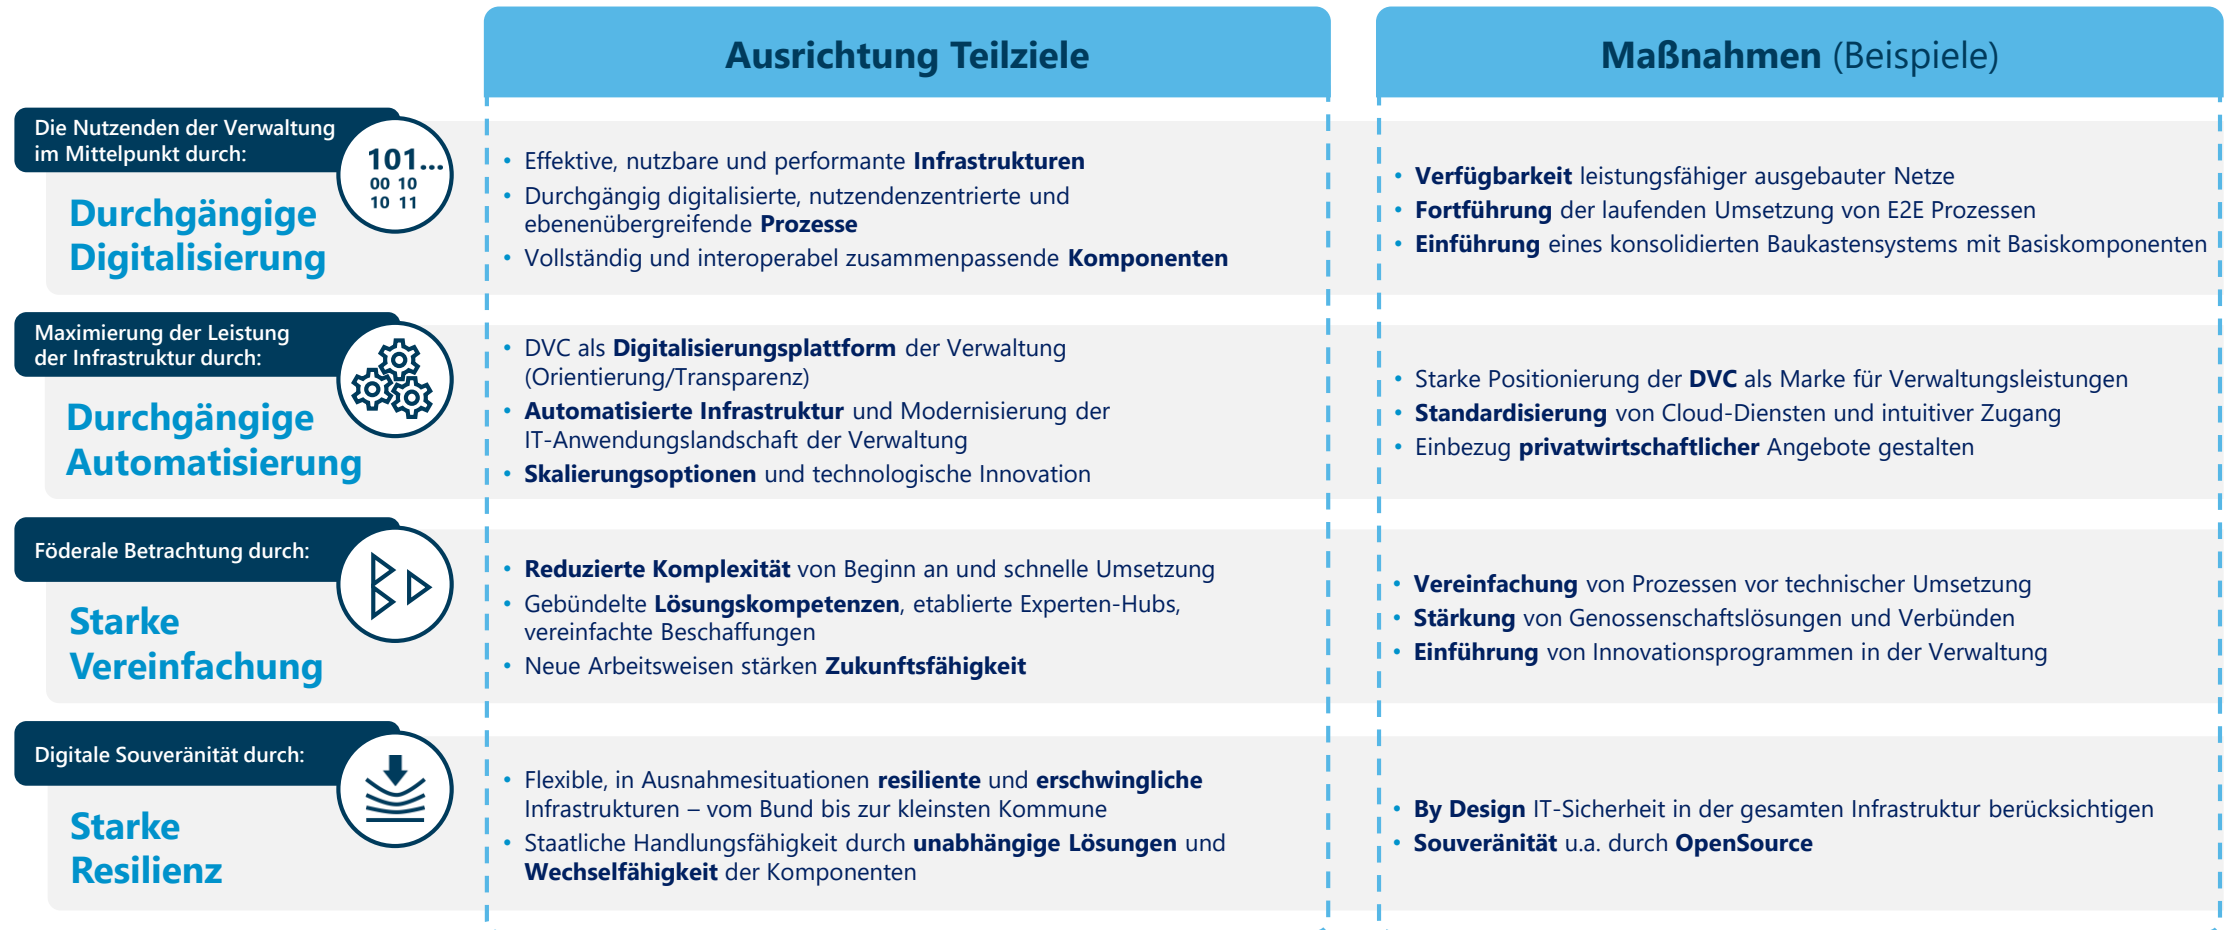 Ausrichtung Teilziele
Maßnahmen (Beispiele)
Die Nutzenden der Verwaltung
im Mittelpunkt durch:
101...
00 10
10 11
Durchgängige
Digitalisierung
• Effektive, nutzbare und performante Infrastrukturen
• Durchgängig digitalisierte, nutzendenzentrierte und
ebenenübergreifende Prozesse
• Vollständig und interoperabel zusammenpassende Komponenten
• Verfügbarkeit leistungsfähiger ausgebauter Netze
• Fortführung der laufenden Umsetzung von E2E Prozessen
• Einführung eines konsolidierten Baukastensystems mit Basiskomponenten
Maximierung der Leistung
der Infrastruktur durch:
Durchgängige
Automatisierung
• DVC als Digitalisierungsplattform der Verwaltung
(Orientierung/Transparenz)
• Automatisierte Infrastruktur und Modernisierung der
IT-Anwendungslandschaft der Verwaltung
• Skalierungsoptionen und technologische Innovation
• Starke Positionierung der DVC als Marke für Verwaltungsleistungen
• Standardisierung von Cloud-Diensten und intuitiver Zugang
• Einbezug privatwirtschaftlicher Angebote gestalten
Föderale Betrachtung durch:
Starke
Vereinfachung
• Reduzierte Komplexität von Beginn an und schnelle Umsetzung
• Gebündelte Lösungskompetenzen, etablierte Experten-Hubs,
vereinfachte Beschaffungen
• Neue Arbeitsweisen stärken Zukunftsfähigkeit
• Vereinfachung von Prozessen vor technischer Umsetzung
• Stärkung von Genossenschaftslösungen und Verbünden
• Einführung von Innovationsprogrammen in der Verwaltung
Digitale Souveränität durch:
Starke
Resilienz
• Flexible, in Ausnahmesituationen resiliente und erschwingliche
Infrastrukturen – vom Bund bis zur kleinsten Kommune
• Staatliche Handlungsfähigkeit durch unabhängige Lösungen und
Wechselfähigkeit der Komponenten
• By Design IT-Sicherheit in der gesamten Infrastruktur berücksichtigen
• Souveränität u.a. durch OpenSource